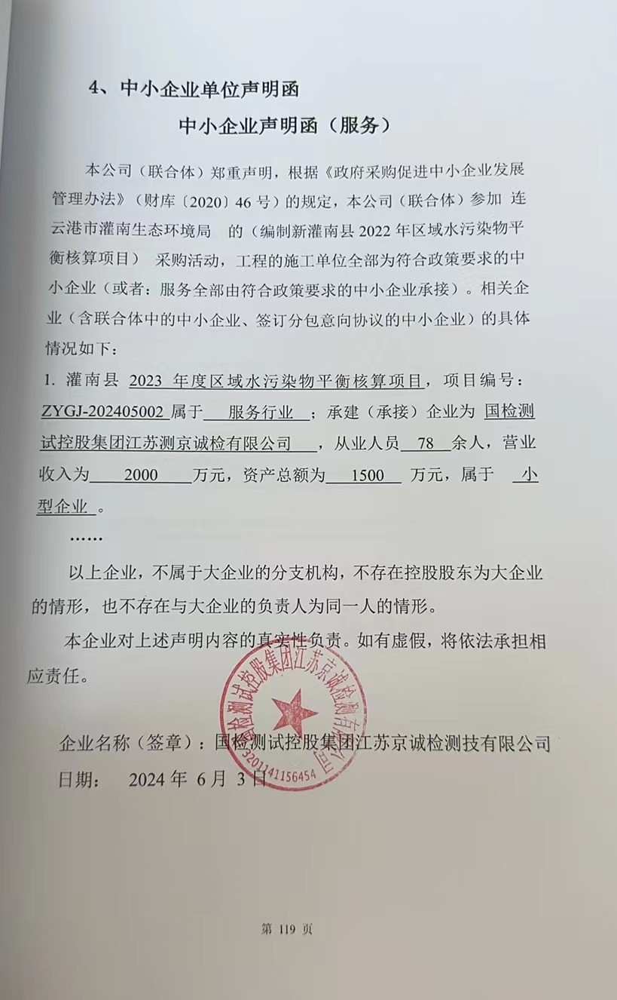 4、中小企业单位声明函
中小企业声明函（服务）
本公司（联合体）郑重声明，根据《政府采购促进中小企业发展
管理办法》（财库〔2020〕46 号）的规定，本公司（联合体）参加 连
云港市灌南生态环境局 的（编制新灌南县 2022 年区域水污染物平
衡核算项目） 采购活动，工程的施工单位全部为符合政策要求的中
小企业（或者：服务全部由符合政策要求的中小企业承接）。相关企
业（含联合体中的中小企业、签订分包意向协议的中小企业）的具体
情况如下：
1. 灌南县 2023 年度区域水污染物平衡核算项目，项目编号：
ZYGJ-202405002 属于 服务行业 ；承建（承接）企业为 国检测
试控股集团江苏测京诚检有限公司 ，从业人员 78 余人，营业
收入为 2000 万元，资产总额为 1500 万元，属于 小
型企业 。
……
以上企业，不属于大企业的分支机构，不存在控股股东为大企业
的情形，也不存在与大企业的负责人为同一人的情形。
本企业对上述声明内容的真实性负责。如有虚假，将依法承担相
应责任。
国检测试控股集团江苏京诚检测有限公司
3201141156454
企业名称（签章）：国检测试控股集团江苏京诚检测技有限公司
日期： 2024 年 6 月 3 日
第 119 页